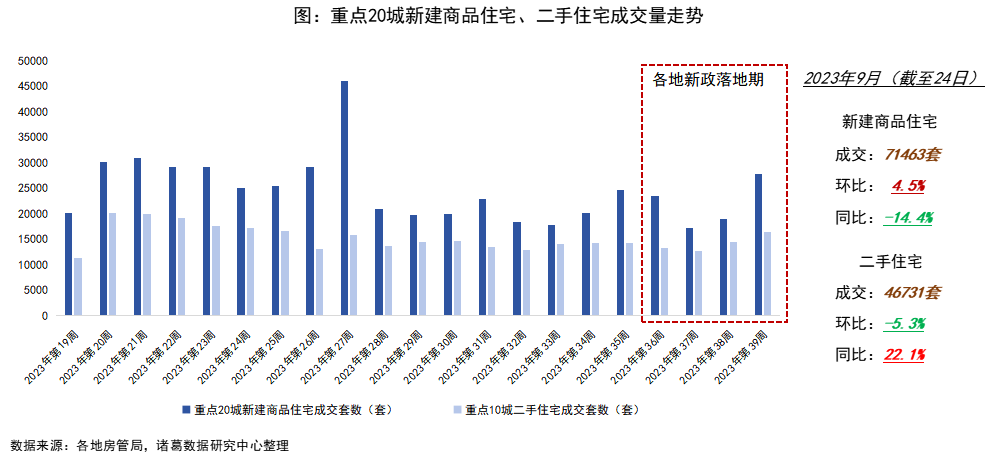 图：重点20城新建商品住宅、二手住宅成交量走势
50000
45000
40000
35000
30000
25000
20000
15000
10000
5000
0
各地新政落地期
2023年第19周
2023年第20周
2023年第21周
2023年第22周
2023年第23周
2023年第24周
2023年第25周
2023年第26周
2023年第27周
2023年第28周
2023年第29周
2023年第30周
2023年第31周
2023年第32周
2023年第33周
2023年第34周
2023年第35周
2023年第36周
2023年第37周
2023年第38周
2023年第39周
重点20城新建商品住宅成交套数（套）
重点10城二手住宅成交套数（套）
2023年9月（截至24日）
新建商品住宅
成交：71463套
环比：4.5%
同比：-14.4%
二手住宅
成交：46731套
环比：-5.3%
同比：22.1%
数据来源：各地房管局，诸葛数据研究中心整理